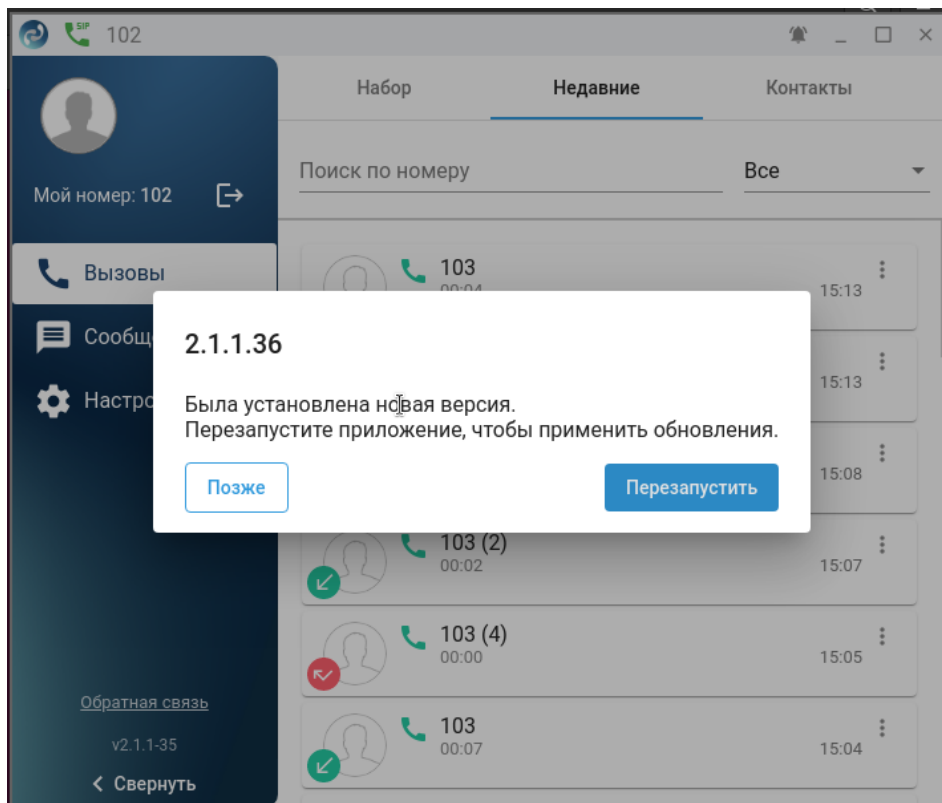 SIP
102
Набор
Недавние
Контакты
Поиск по номеру
Все
Мой номер: 102
Вызовы
103
15:13
Сообщ
15:13
Настро
2.1.1.36
Была установлена новая версия.
Перезапустите приложение, чтобы применить обновления.
Позже
Перезапустить
15:08
103 (2)
00:02
15:07
103 (4)
00:00
15:05
103
00:07
15:04
Обратная связь
v2.1.1-35
Свернуть